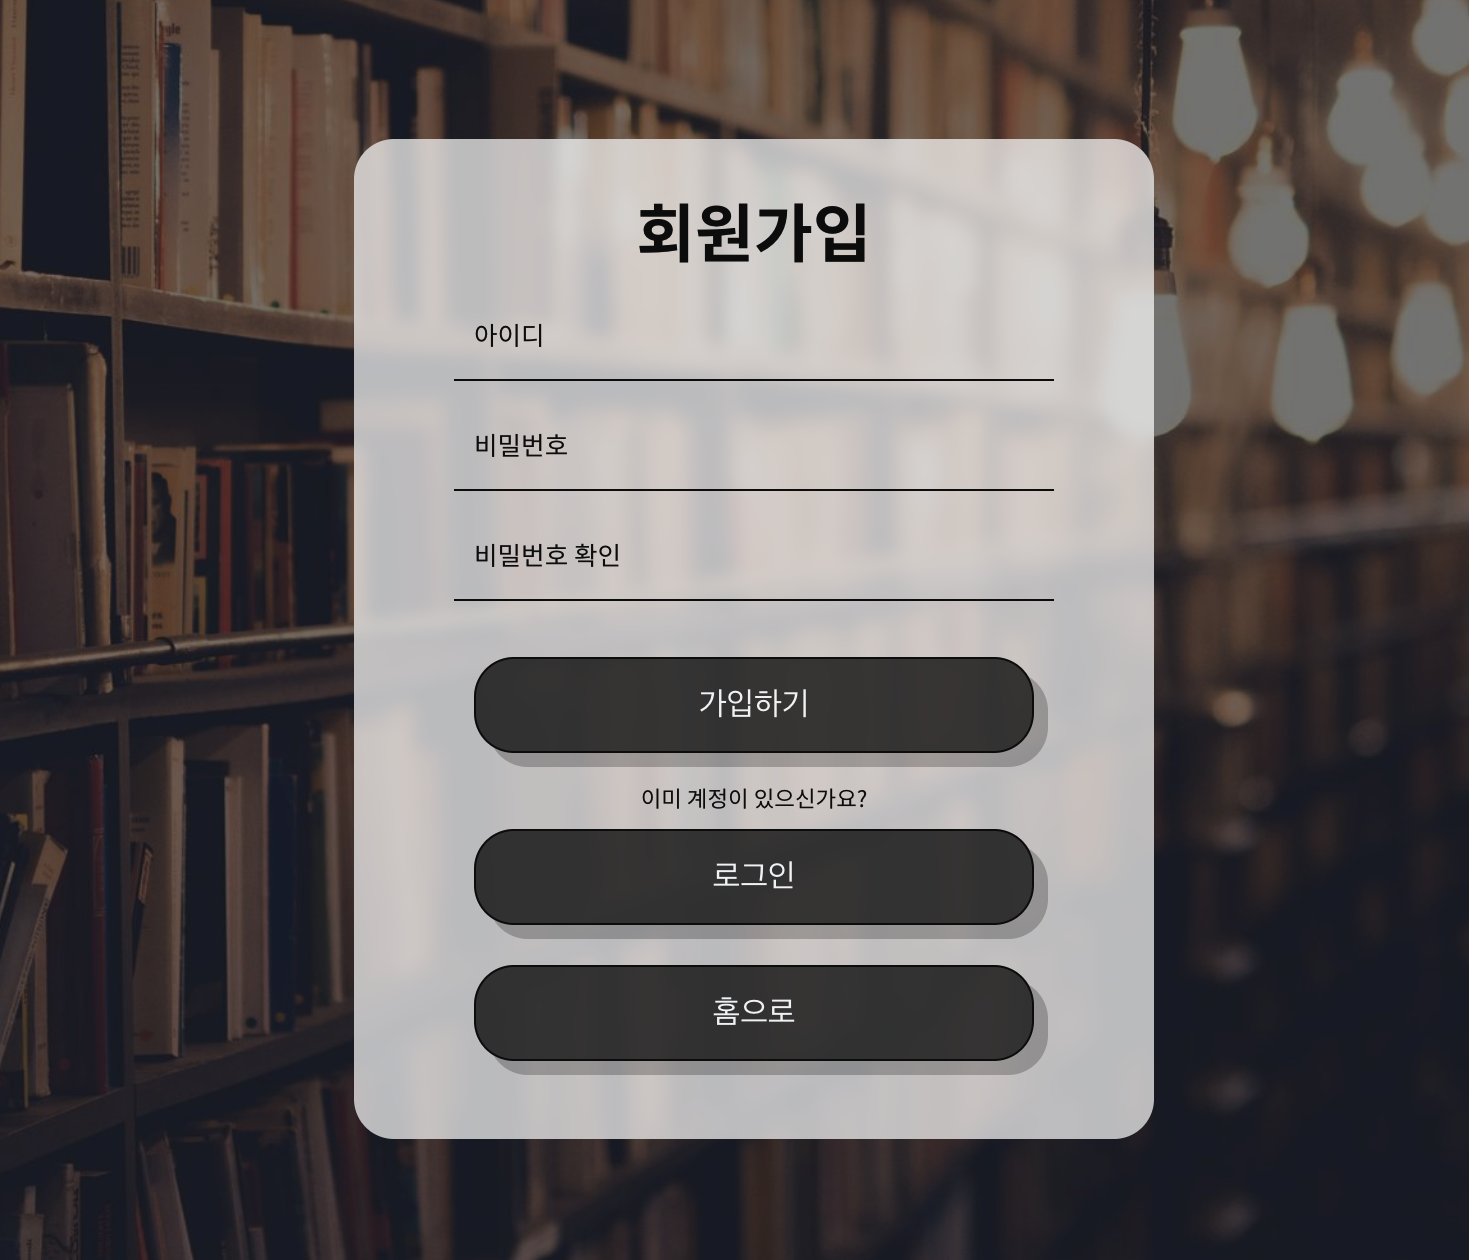 회원가입
아이디
비밀번호
비밀번호 확인
가입하기
이미 계정이 있으신가요?
로그인
홈으로